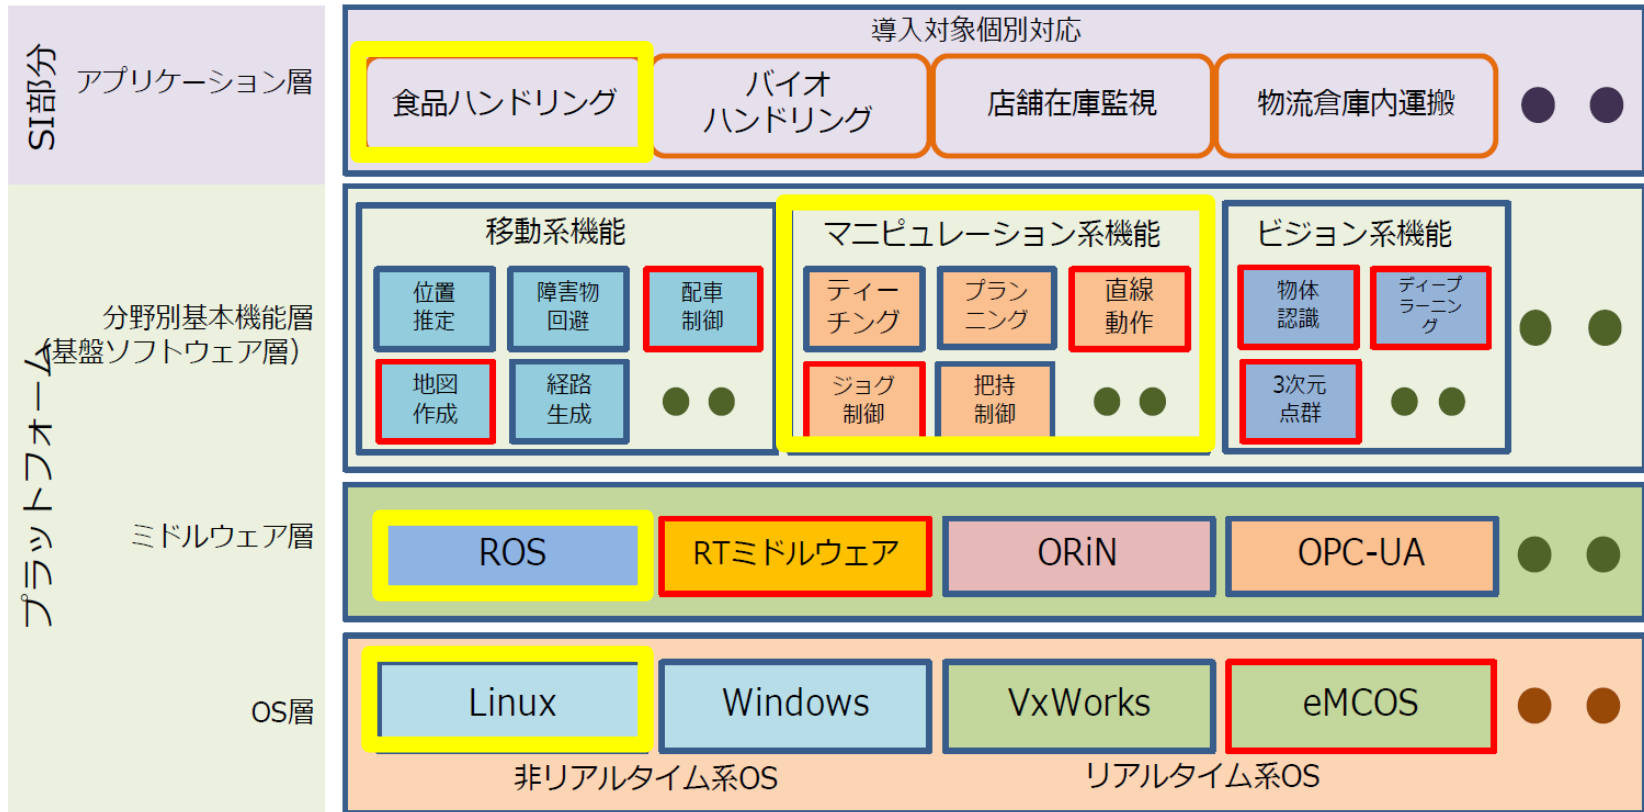 SI部分
アプリケーション層
導入対象個別対応
食品ハンドリング
バイオ
ハンドリング
店舗在庫監視
物流倉庫内運搬
プラットフォーム
分野別基本機能層
(基盤ソフトウェア層)
移動系機能
位置
推定
障害物
回避
配車
制御
地図
作成
経路
生成
マニピュレーション系機能
ティー
チング
プラン
ニング
直線
動作
ジョグ
制御
把持
制御
ビジョン系機能
物体
認識
ディープ
ラーニン
グ
3次元
点群
ミドルウェア層
ROS
RTミドルウェア
ORiN
OPC-UA
OS層
Linux
Windows
VxWorks
eMCOS
非リアルタイム系OS
リアルタイム系OS